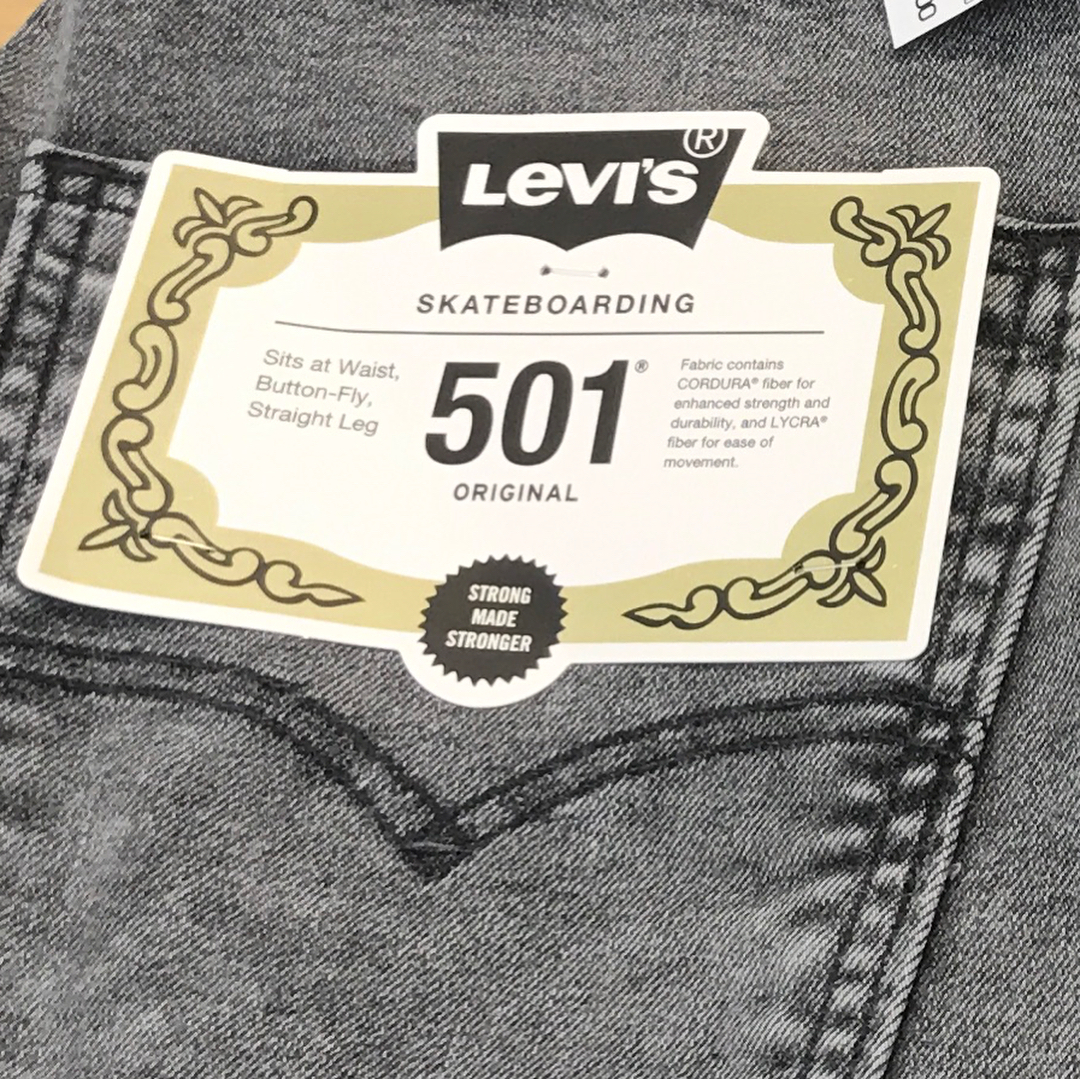 LEVI'S®
SKATEBOARDING
Sits at Waist,
Button-Fly,
Straight Leg
501®
ORIGINAL
Fabric contains
CORDURA® fiber for
enhanced strength and
durability, and LYCRA®
fiber for ease of
movement.
STRONG
MADE
STRONGER